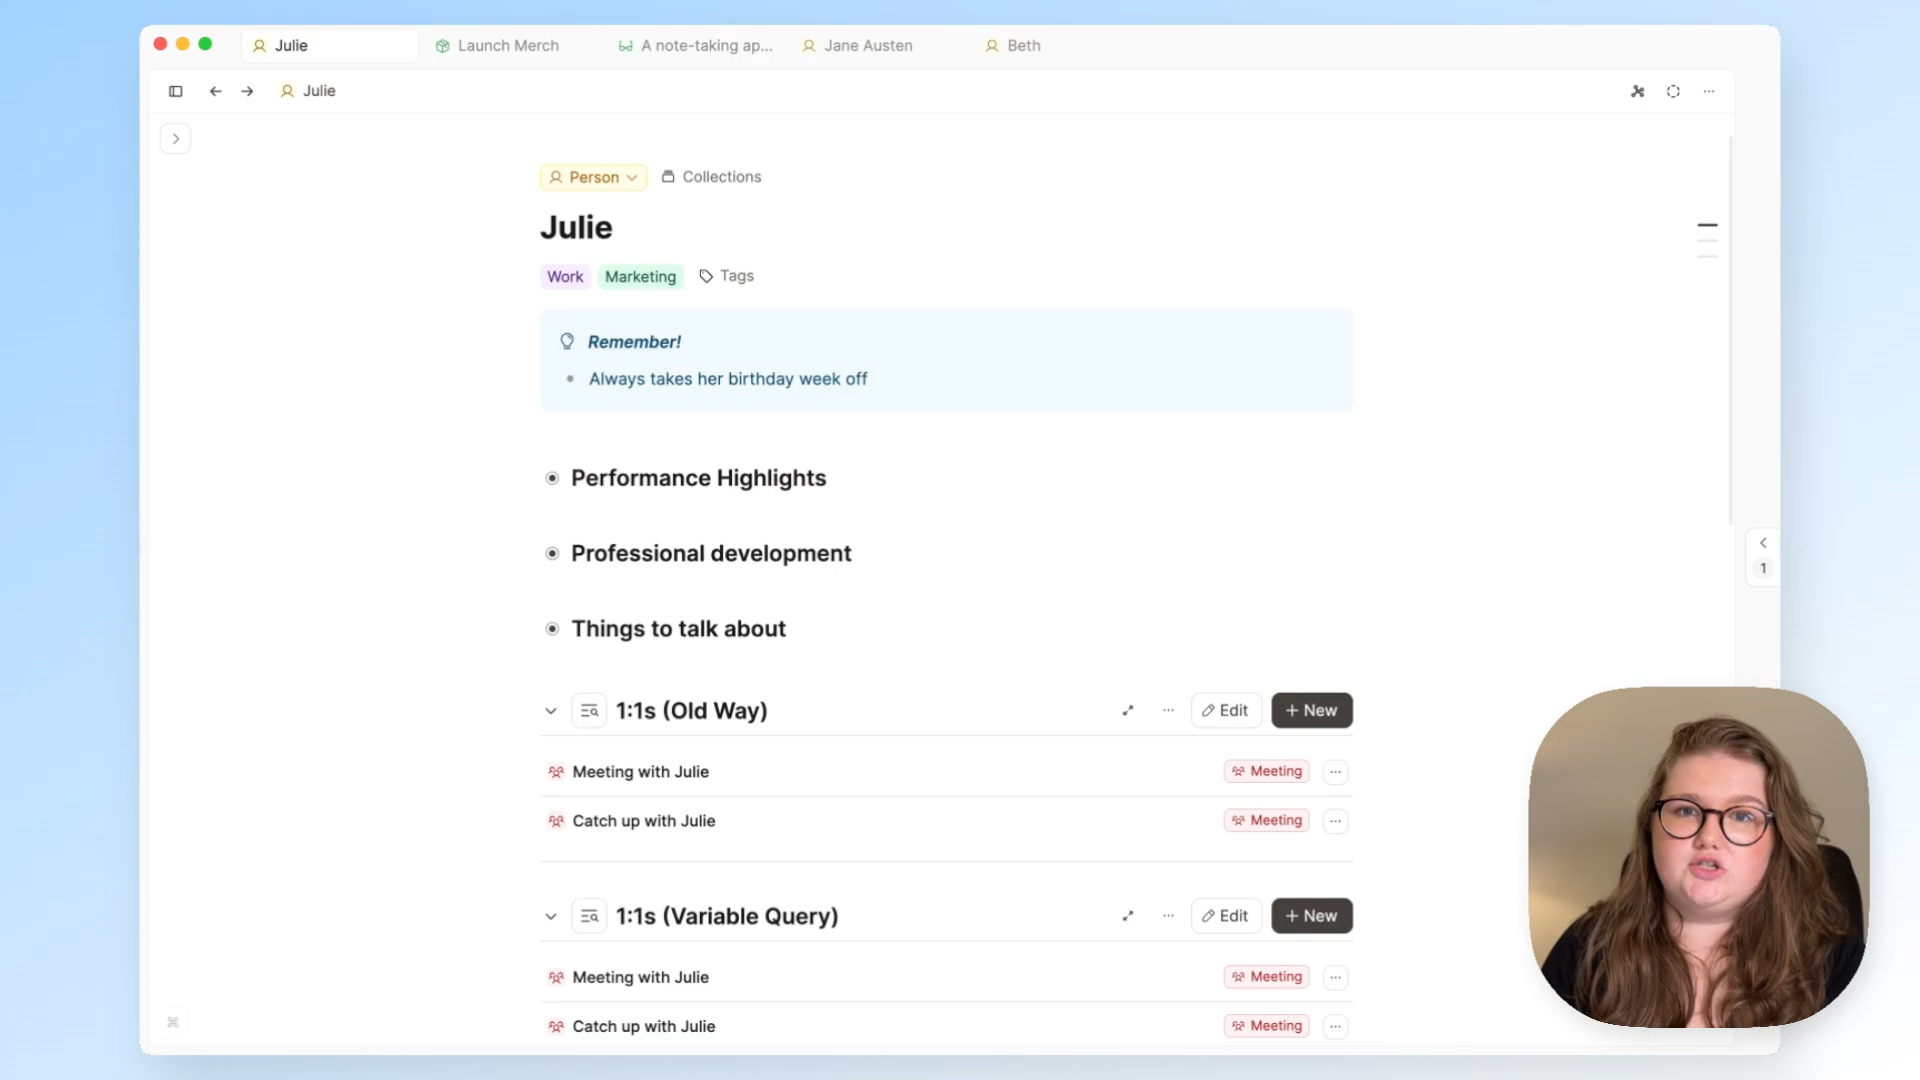 Julie
Launch Merch
A note-taking ap...
Jane Austen
Beth
Julie
Person
Collections
Julie
Work Marketing Tags
Remember!
Always takes her birthday week off
Performance Highlights
Professional development
Things to talk about
1:1s (Old Way)
Edit
+ New
Meeting with Julie
Meeting
Catch up with Julie
Meeting
1:1s (Variable Query)
Edit
+ New
Meeting with Julie
Meeting
Catch up with Julie
Meeting
1